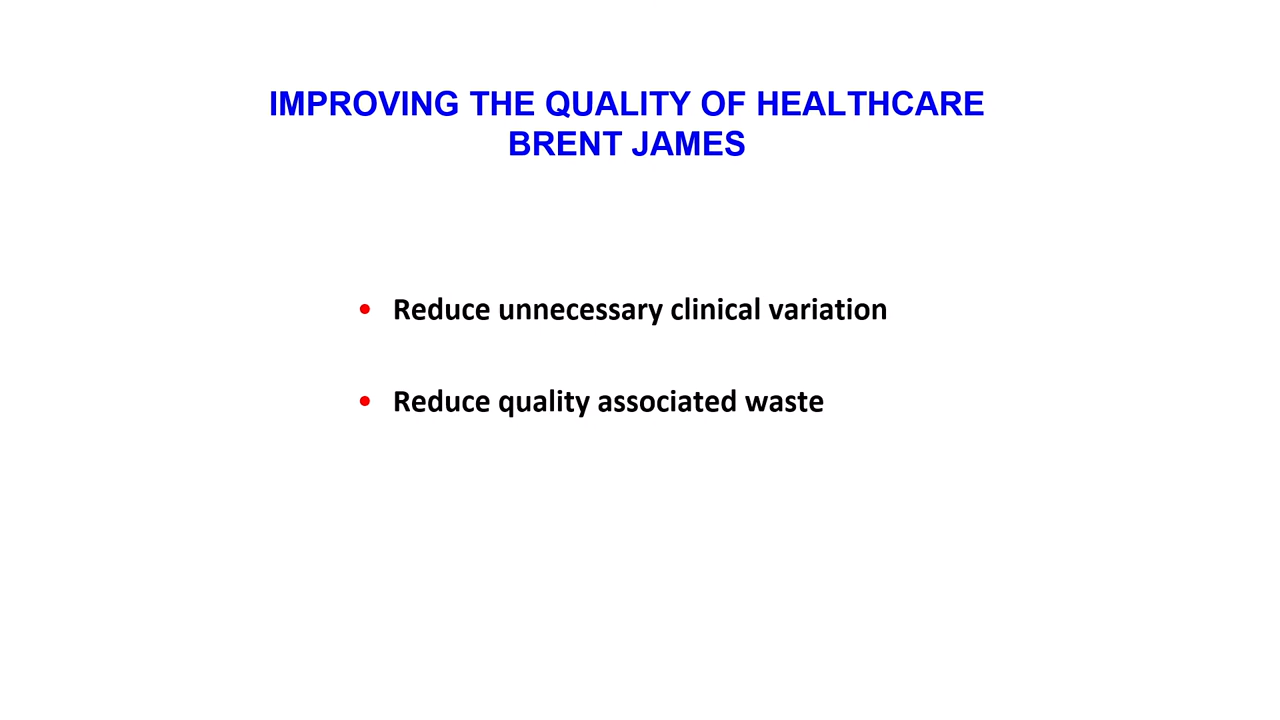 IMPROVING THE QUALITY OF HEALTHCARE
BRENT JAMES
• Reduce unnecessary clinical variation
• Reduce quality associated waste